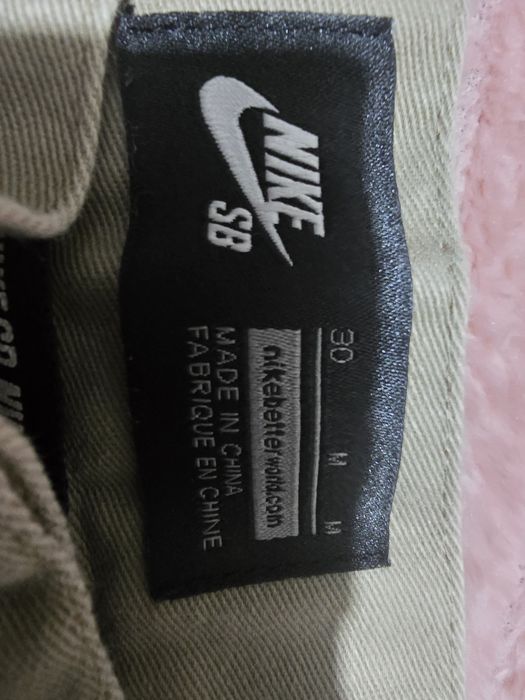 NIKE
SB
30 M M
nikebetterworld.com
MADE IN CHINA
FABRIQUE EN CHINE